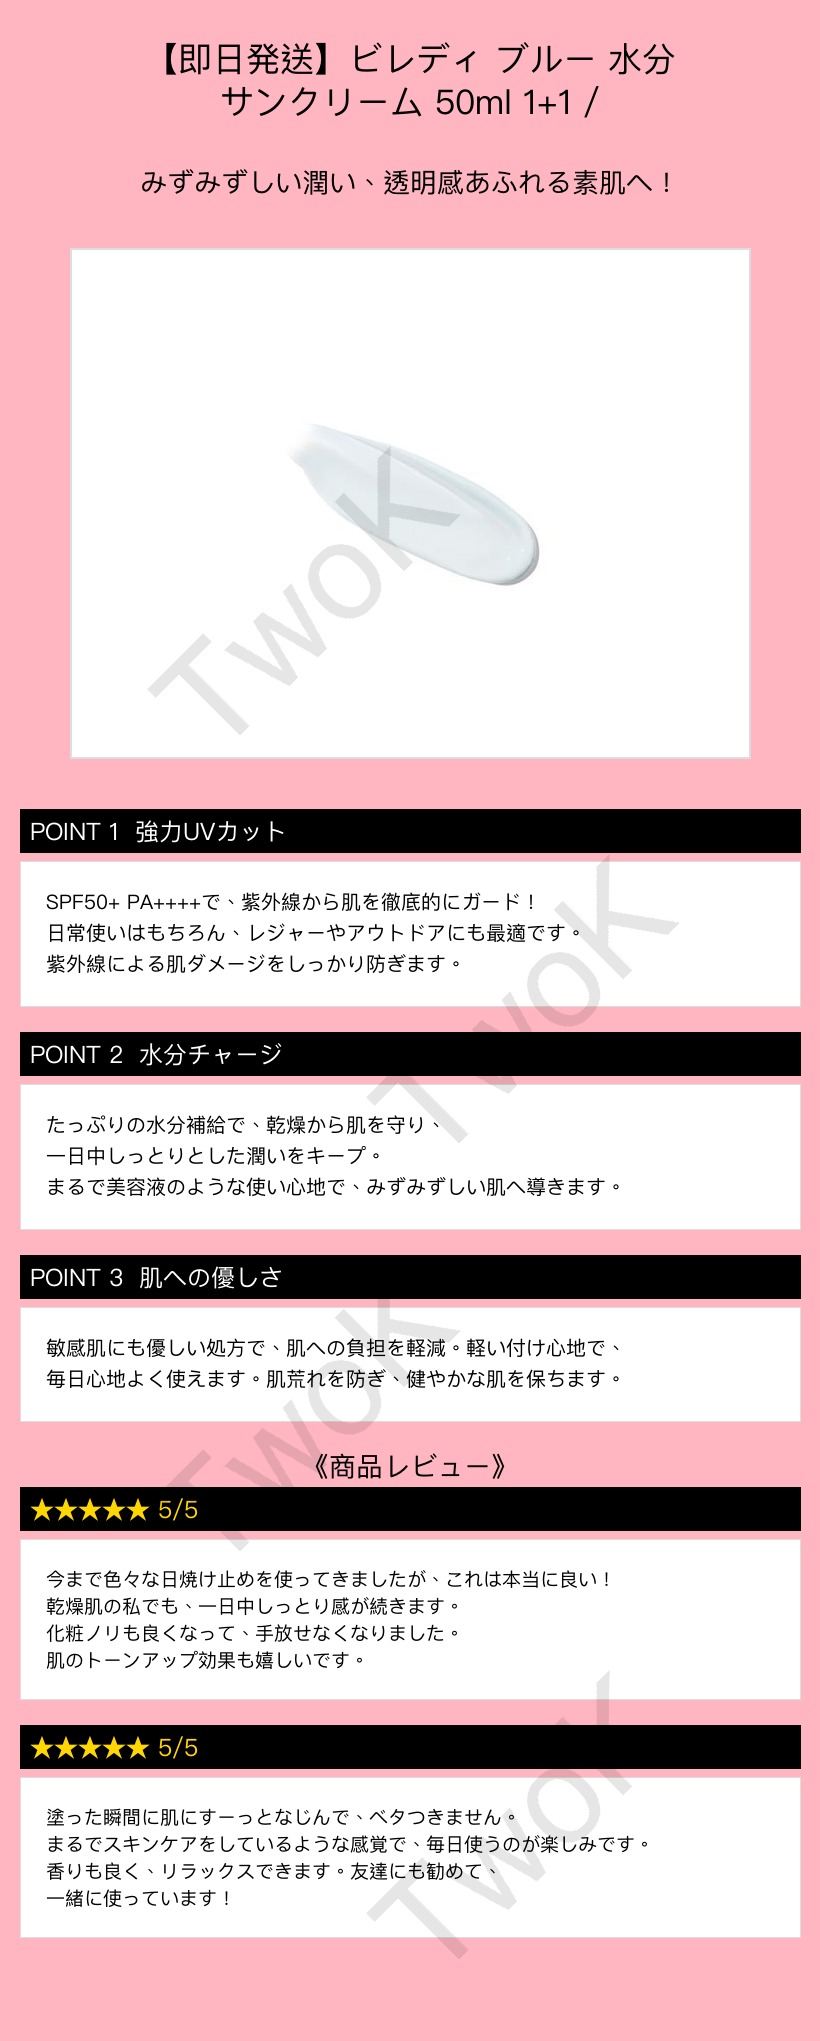 【即日発送】ビレディ ブルー 水分
サンクリーム 50ml 1+1 /
みずみずしい潤い、透明感あふれる素肌へ！
TwoK
POINT 1 強力UVカット
SPF50+ PA++++で、紫外線から肌を徹底的にガード！
日常使いはもちろん、レジャーやアウトドアにも最適です。
紫外線による肌ダメージをしっかり防ぎます。
TwoK
POINT 2 水分チャージ
たっぷりの水分補給で、乾燥から肌を守り、
一日中しっとりとした潤いをキープ。
まるで美容液のような使い心地で、みずみずしい肌へ導きます。
POINT 3 肌への優しさ
敏感肌にも優しい処方で、肌への負担を軽減。軽い付け心地で、
毎日心地よく使えます。肌荒れを防ぎ、健やかな肌を保ちます。
TwoK
《商品レビュー》
★★★★★ 5/5
今まで色々な日焼け止めを使ってきましたが、これは本当に良い！
乾燥肌の私でも、一日中しっとり感が続きます。
化粧ノリも良くなって、手放せなくなりました。
肌のトーンアップ効果も嬉しいです。
★★★★★ 5/5
塗った瞬間に肌にすーっとなじんで、ベタつきません。
まるでスキンケアをしているような感覚で、毎日使うのが楽しみです。
香りも良く、リラックスできます。友達にも勧めて、
一緒に使っています！
TwoK